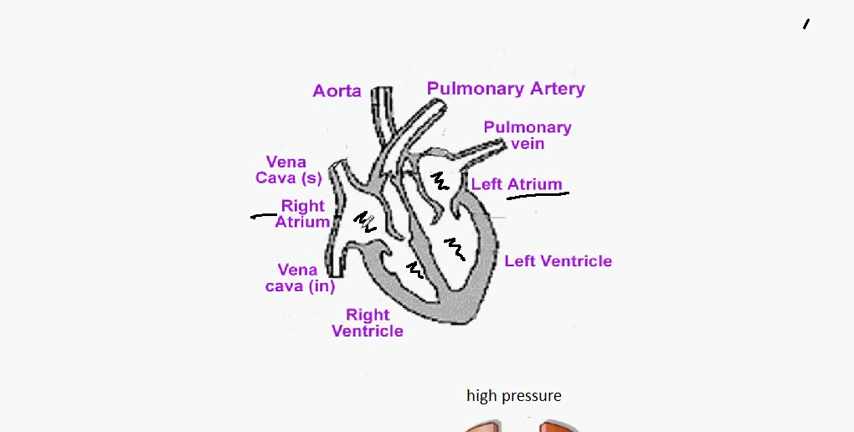 Aorta
Pulmonary Artery
Pulmonary
vein
Vena
Cava (s)
Left Atrium
Right
Atrium
Left Ventricle
Vena
cava (in)
Right
Ventricle
high pressure